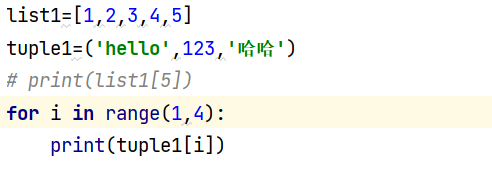 list1=[1,2,3,4,5]
tuple1=('hello',123,'哈哈')
# print(list1[5])
for i in range(1,4):
    print(tuple1[i])